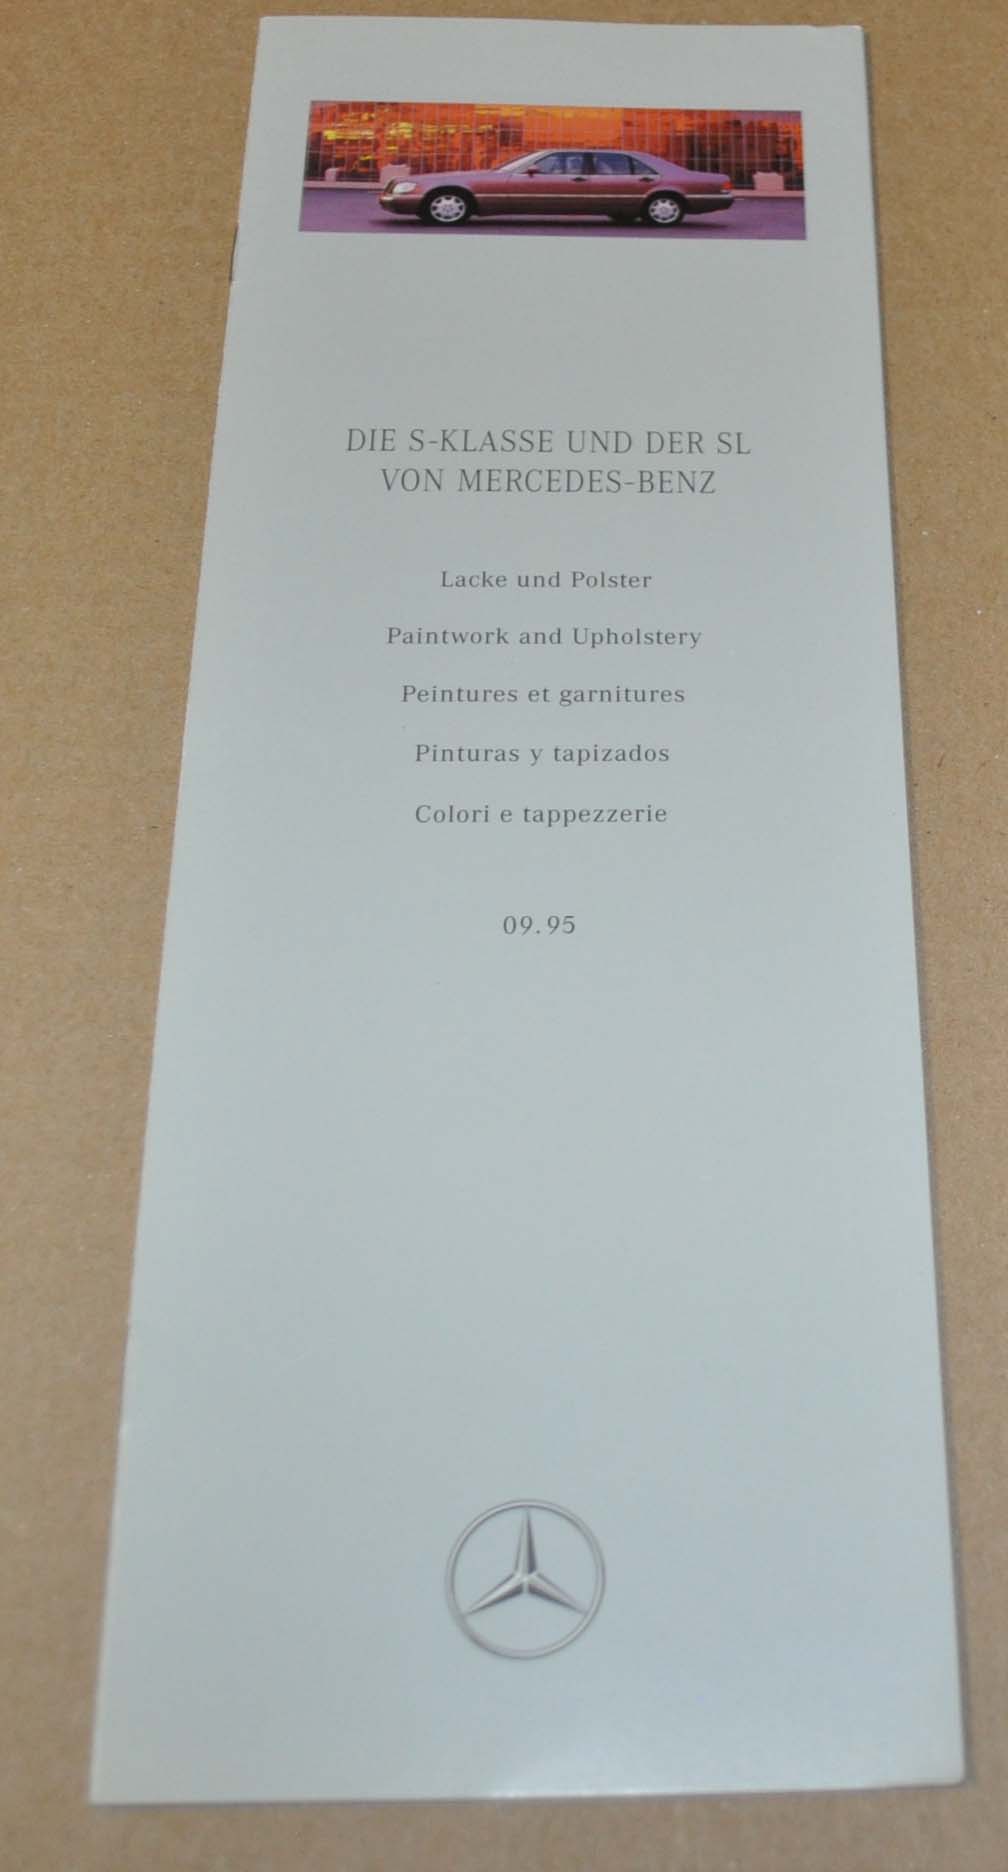 DIE S-KLASSE UND DER SL
VON MERCEDES-BENZ
Lacke und Polster
Paintwork and Upholstery
Peintures et garnitures
Pinturas y tapizados
Colori e tappezzerie
09.95